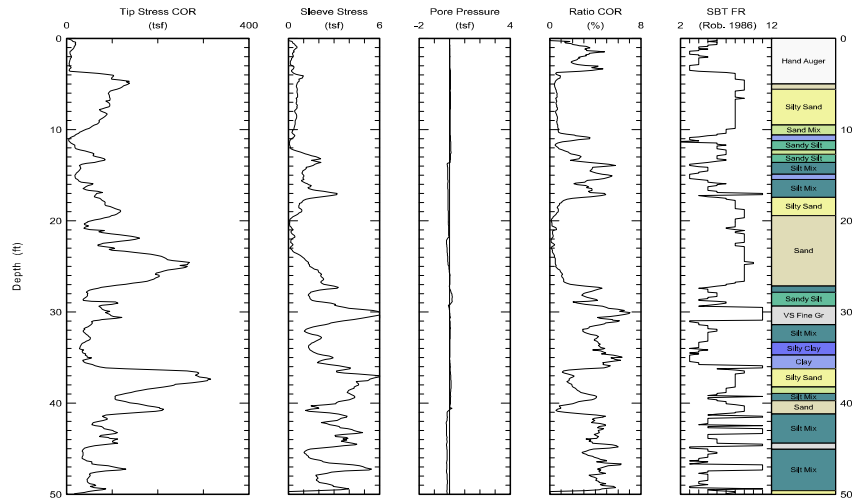 Tip Stress COR
(tsf)
400
Sleeve Stress
0 (tsf) 6
Pore Pressure
-2 (tsf) 4
Ratio COR
0 (%) 8
SBT FR
2 (Rob. 1986) 12
0
10
20
30
40
50
Depth (ft)
0
10
20
30
40
50
Hand Auger
Silty Sand
Sand Mix
Sandy Silt
Sandy Silt
Silt Mix
Silt Mix
Silty Sand
Sand
Sandy Silt
VS Fine Gr
Silt Mix
Silty Clay
Clay
Silty Sand
Silt Mix
Sand
Silt Mix
Silt Mix